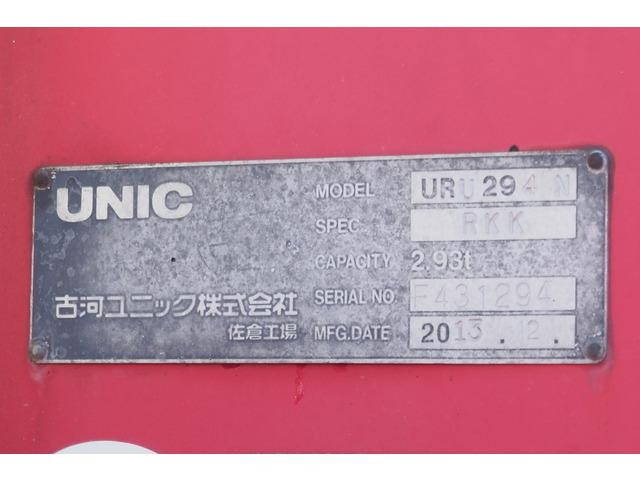 UNIC
MODEL URU294N
SPEC RKK
CAPACITY 2.93t
古河ユニック株式会社
SERIAL NO. F431294
佐倉工場
MFG.DATE 2013.12.